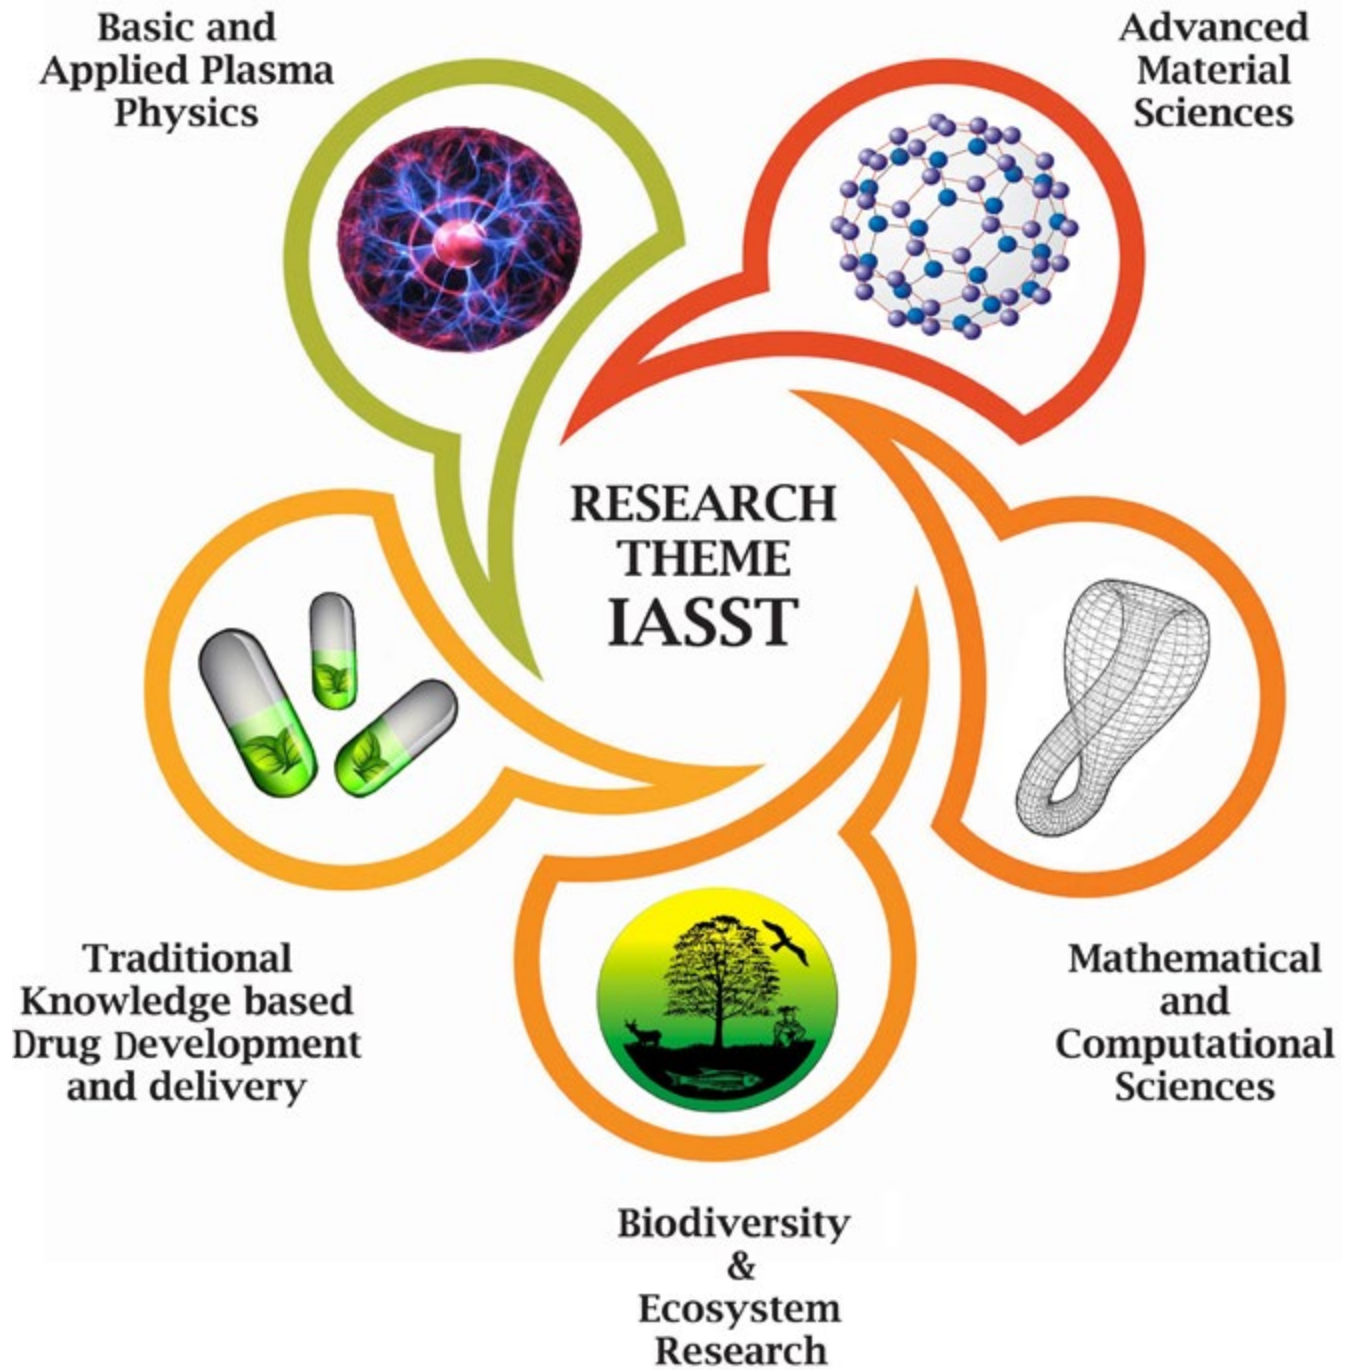 Basic and
Applied Plasma
Physics
Advanced
Material
Sciences
RESEARCH
THEME
IASST
Traditional
Knowledge based
Drug Development
and delivery
Mathematical
and
Computational
Sciences
Biodiversity
&
Ecosystem
Research